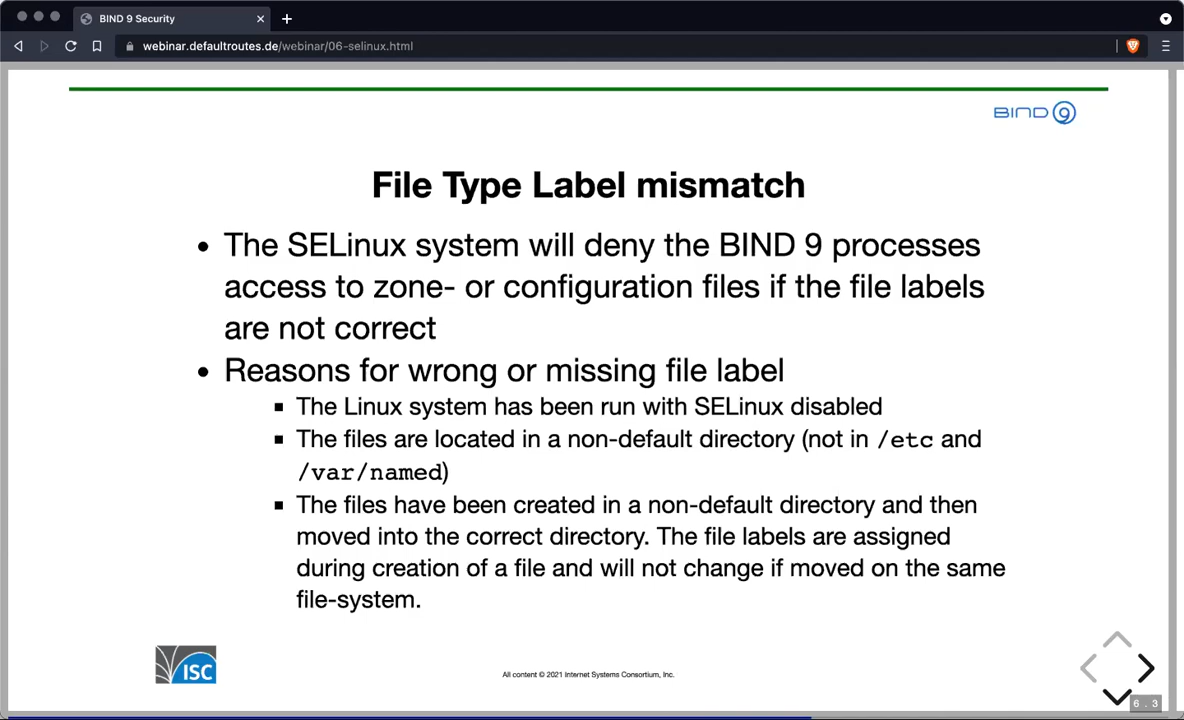 BIND 9 Security
webinar.defaultroutes.de/webinar/06-selinux.html
BIND 9
File Type Label mismatch
• The SELinux system will deny the BIND 9 processes
access to zone- or configuration files if the file labels
are not correct
• Reasons for wrong or missing file label
▪ The Linux system has been run with SELinux disabled
▪ The files are located in a non-default directory (not in /etc and
/var/named)
▪ The files have been created in a non-default directory and then
moved into the correct directory. The file labels are assigned
during creation of a file and will not change if moved on the same
file-system.
ISC
All content © 2021 Internet Systems Consortium, Inc.
6.3